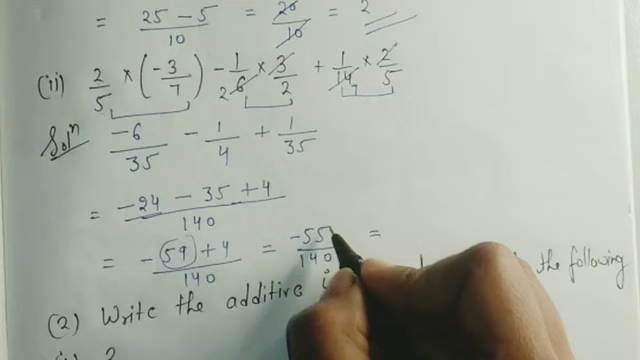 = (25 - 5)/10 = 20/10 = 2
(ii) 2/5 × (-3/7) - 1/6 2 × 3/2 + 1/14 7 × 2/5
Solⁿ -6/35 - 1/4 + 1/35
= (-24 - 35 + 4)/140
= (-59 + 4)/140 = -55/140 =
(2) Write the additive the following